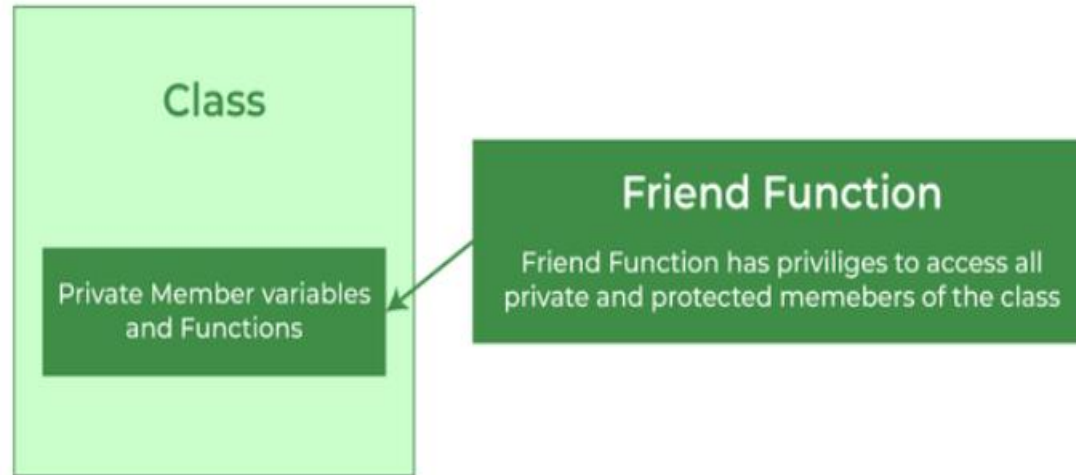 Class
Private Member variables
and Functions
Friend Function
Friend Function has priviliges to access all
private and protected memebers of the class